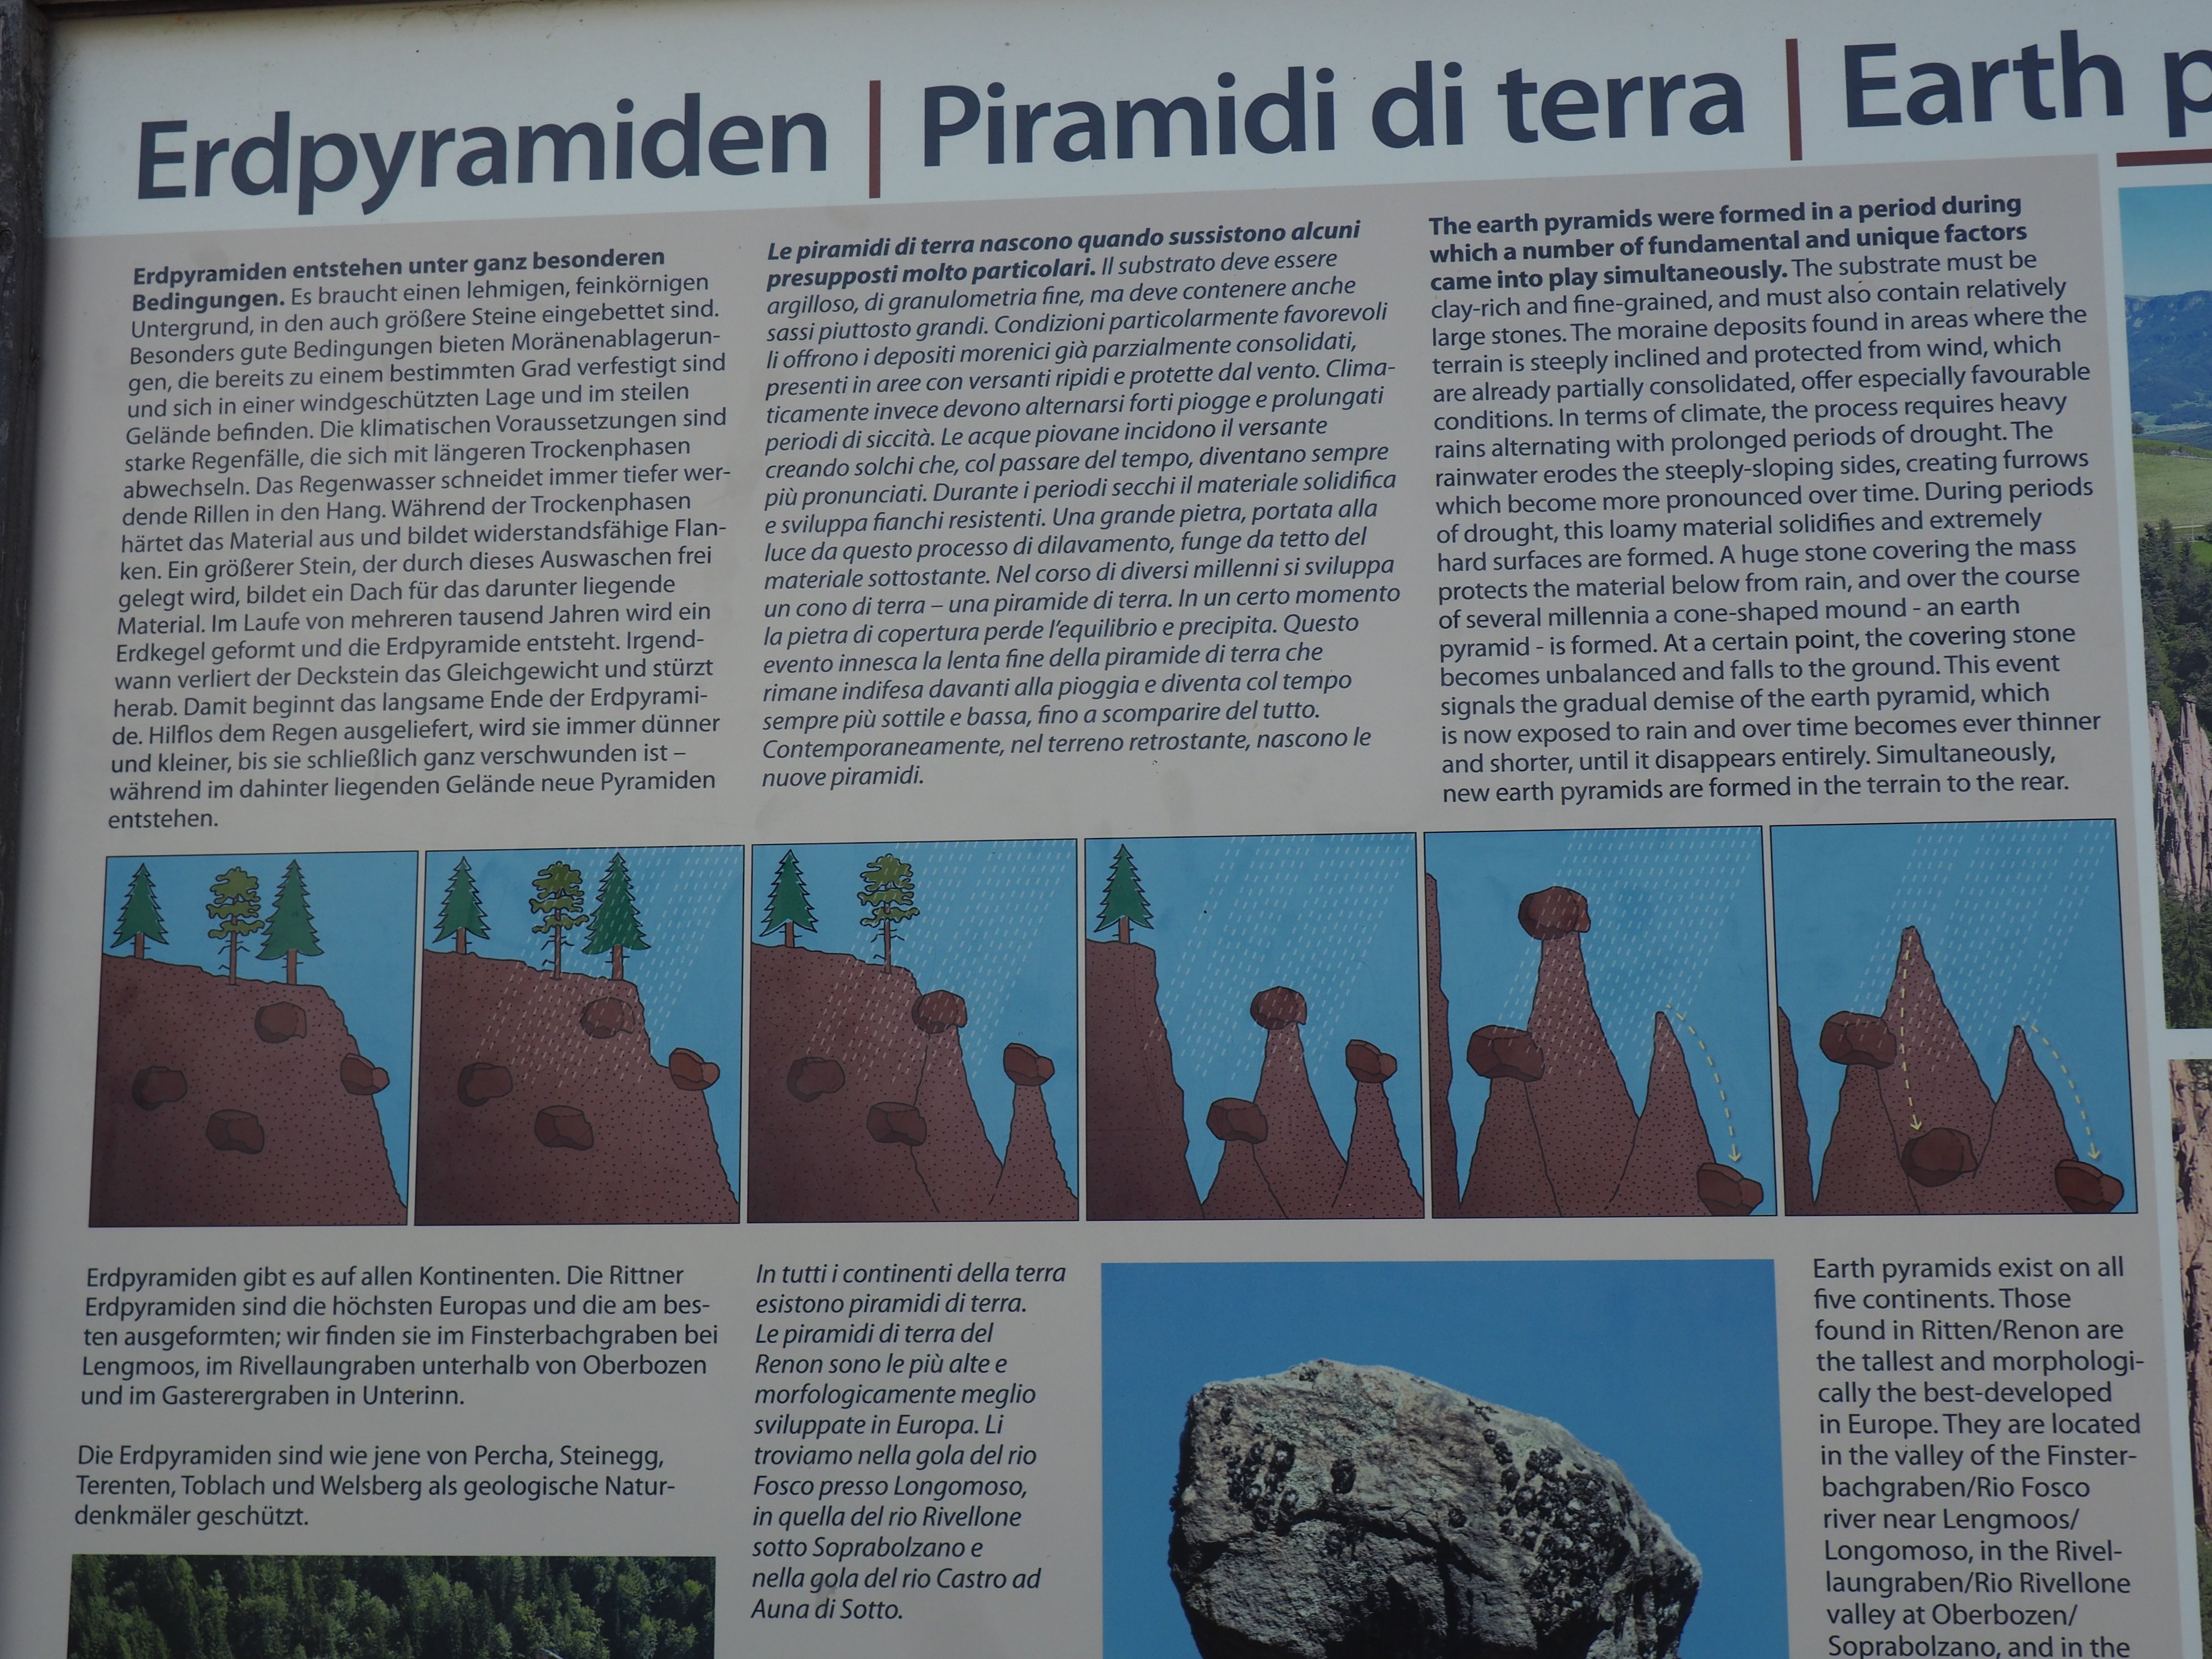 Erdpyramiden | Piramidi di terra | Earth p
Erdpyramiden entstehen unter ganz besonderen
Bedingungen. Es braucht einen lehmigen, feinkörnigen
Untergrund, in den auch größere Steine eingebettet sind.
Besonders gute Bedingungen bieten Moränenablagerun-
gen, die bereits zu einem bestimmten Grad verfestigt sind
und sich in einer windgeschützten Lage und im steilen
Gelände befinden. Die klimatischen Voraussetzungen sind
starke Regenfälle, die sich mit längeren Trockenphasen
abwechseln. Das Regenwasser schneidet immer tiefer wer-
dende Rillen in den Hang. Während der Trockenphasen
härtet das Material aus und bildet widerstandsfähige Flan-
ken. Ein größerer Stein, der durch dieses Auswaschen frei
gelegt wird, bildet ein Dach für das darunter liegende
Material. Im Laufe von mehreren tausend Jahren wird ein
Erdkegel geformt und die Erdpyramide entsteht. Irgend-
wann verliert der Deckstein das Gleichgewicht und stürzt
herab. Damit beginnt das langsame Ende der Erdpyrami-
de. Hilflos dem Regen ausgeliefert, wird sie immer dünner
und kleiner, bis sie schließlich ganz verschwunden ist –
während im dahinter liegenden Gelände neue Pyramiden
entstehen.
Le piramidi di terra nascono quando sussistono alcuni
presupposti molto particolari. Il substrato deve essere
argilloso, di granulometria fine, ma deve contenere anche
sassi piuttosto grandi. Condizioni particolarmente favorevoli
li offrono i depositi morenici già parzialmente consolidati,
presenti in aree con versanti ripidi e protette dal vento. Clima-
ticamente invece devono alternarsi forti piogge e prolungati
periodi di siccità. Le acque piovane incidono il versante
creando solchi che, col passare del tempo, diventano sempre
più pronunciati. Durante i periodi secchi il materiale solidifica
e sviluppa fianchi resistenti. Una grande pietra, portata alla
luce da questo processo di dilavamento, funge da tetto del
materiale sottostante. Nel corso di diversi millenni si sviluppa
un cono di terra – una piramide di terra. In un certo momento
la pietra di copertura perde l'equilibrio e precipita. Questo
evento innesca la lenta fine della piramide di terra che
rimane indifesa davanti alla pioggia e diventa col tempo
sempre più sottile e bassa, fino a scomparire del tutto.
Contemporaneamente, nel terreno retrostante, nascono le
nuove piramidi.
The earth pyramids were formed in a period during
which a number of fundamental and unique factors
came into play simultaneously. The substrate must be
clay-rich and fine-grained, and must also contain relatively
large stones. The moraine deposits found in areas where the
terrain is steeply inclined and protected from wind, which
are already partially consolidated, offer especially favourable
conditions. In terms of climate, the process requires heavy
rains alternating with prolonged periods of drought. The
rainwater erodes the steeply-sloping sides, creating furrows
which become more pronounced over time. During periods
of drought, this loamy material solidifies and extremely
hard surfaces are formed. A huge stone covering the mass
protects the material below from rain, and over the course
of several millennia a cone-shaped mound - an earth
pyramid - is formed. At a certain point, the covering stone
becomes unbalanced and falls to the ground. This event
signals the gradual demise of the earth pyramid, which
is now exposed to rain and over time becomes ever thinner
and shorter, until it disappears entirely. Simultaneously,
new earth pyramids are formed in the terrain to the rear.
Erdpyramiden gibt es auf allen Kontinenten. Die Rittner
Erdpyramiden sind die höchsten Europas und die am bes-
ten ausgeformten; wir finden sie im Finsterbachgraben bei
Lengmoos, im Rivellaungraben unterhalb von Oberbozen
und im Gasterergraben in Unterinn.
Die Erdpyramiden sind wie jene von Percha, Steinegg,
Terenten, Toblach und Welsberg als geologische Natur-
denkmäler geschützt.
In tutti i continenti della terra
esistono piramidi di terra.
Le piramidi di terra del
Renon sono le più alte e
morfologicamente meglio
sviluppate in Europa. Li
troviamo nella gola del rio
Fosco presso Longomoso,
in quella del rio Rivellone
sotto Soprabolzano e
nella gola del rio Castro ad
Auna di Sotto.
Earth pyramids exist on all
five continents. Those
found in Ritten/Renon are
the tallest and morphologi-
cally the best-developed
in Europe. They are located
in the valley of the Finster-
bachgraben/Rio Fosco
river near Lengmoos/
Longomoso, in the Rivel-
laungraben/Rio Rivellone
valley at Oberbozen/
Soprabolzano, and in the